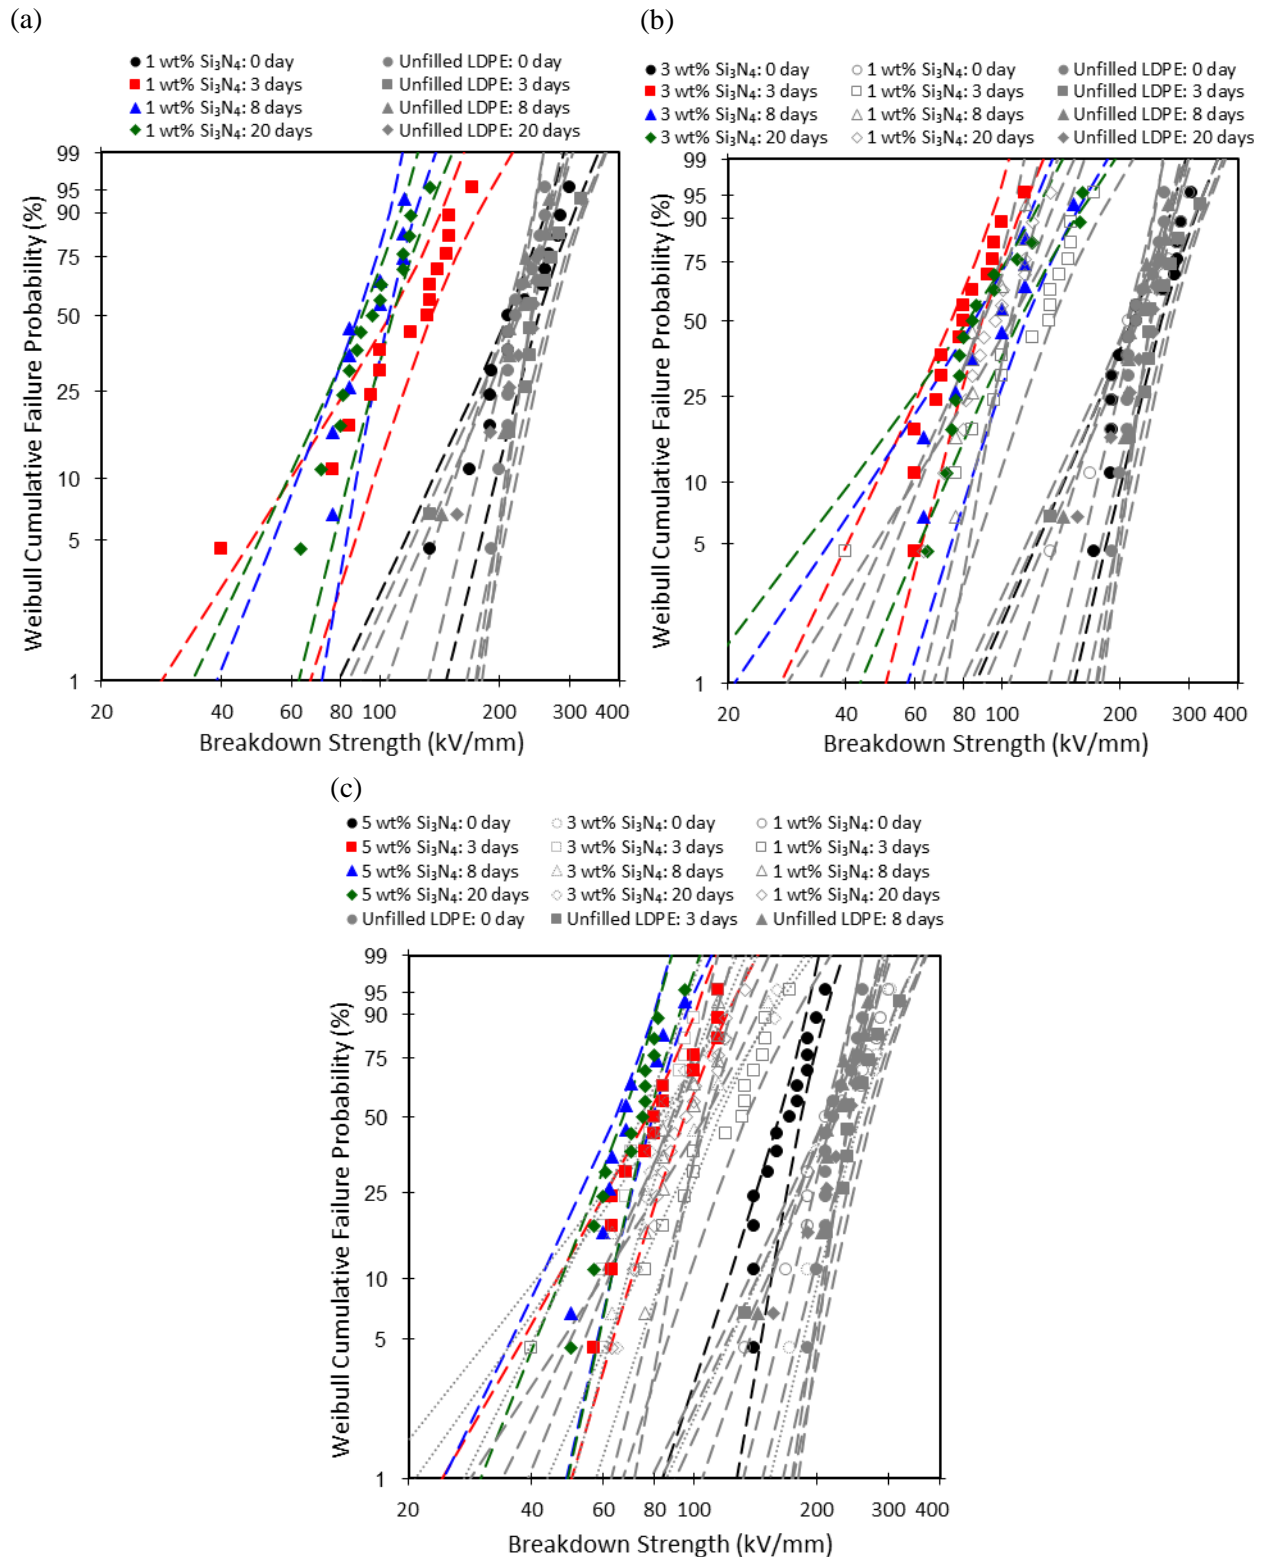 (a)
1 wt% Si₃N₄: 0 day Unfilled LDPE: 0 day
1 wt% Si₃N₄: 3 days Unfilled LDPE: 3 days
1 wt% Si₃N₄: 8 days Unfilled LDPE: 8 days
1 wt% Si₃N₄: 20 days Unfilled LDPE: 20 days
Weibull Cumulative Failure Probability (%)
99
95
90
75
50
25
10
5
1
20 40 60 80 100 200 300 400
Breakdown Strength (kV/mm)
(b)
3 wt% Si₃N₄: 0 day 1 wt% Si₃N₄: 0 day Unfilled LDPE: 0 day
3 wt% Si₃N₄: 3 days 1 wt% Si₃N₄: 3 days Unfilled LDPE: 3 days
3 wt% Si₃N₄: 8 days 1 wt% Si₃N₄: 8 days Unfilled LDPE: 8 days
3 wt% Si₃N₄: 20 days 1 wt% Si₃N₄: 20 days Unfilled LDPE: 20 days
Weibull Cumulative Failure Probability (%)
99
95
90
75
50
25
10
5
1
20 40 60 80 100 200 300 400
Breakdown Strength (kV/mm)
(c)
5 wt% Si₃N₄: 0 day 3 wt% Si₃N₄: 0 day 1 wt% Si₃N₄: 0 day
5 wt% Si₃N₄: 3 days 3 wt% Si₃N₄: 3 days 1 wt% Si₃N₄: 3 days
5 wt% Si₃N₄: 8 days 3 wt% Si₃N₄: 8 days 1 wt% Si₃N₄: 8 days
5 wt% Si₃N₄: 20 days 3 wt% Si₃N₄: 20 days 1 wt% Si₃N₄: 20 days
Unfilled LDPE: 0 day Unfilled LDPE: 3 days Unfilled LDPE: 8 days
Weibull Cumulative Failure Probability (%)
99
95
90
75
50
25
10
5
1
20 40 60 80 100 200 300 400
Breakdown Strength (kV/mm)